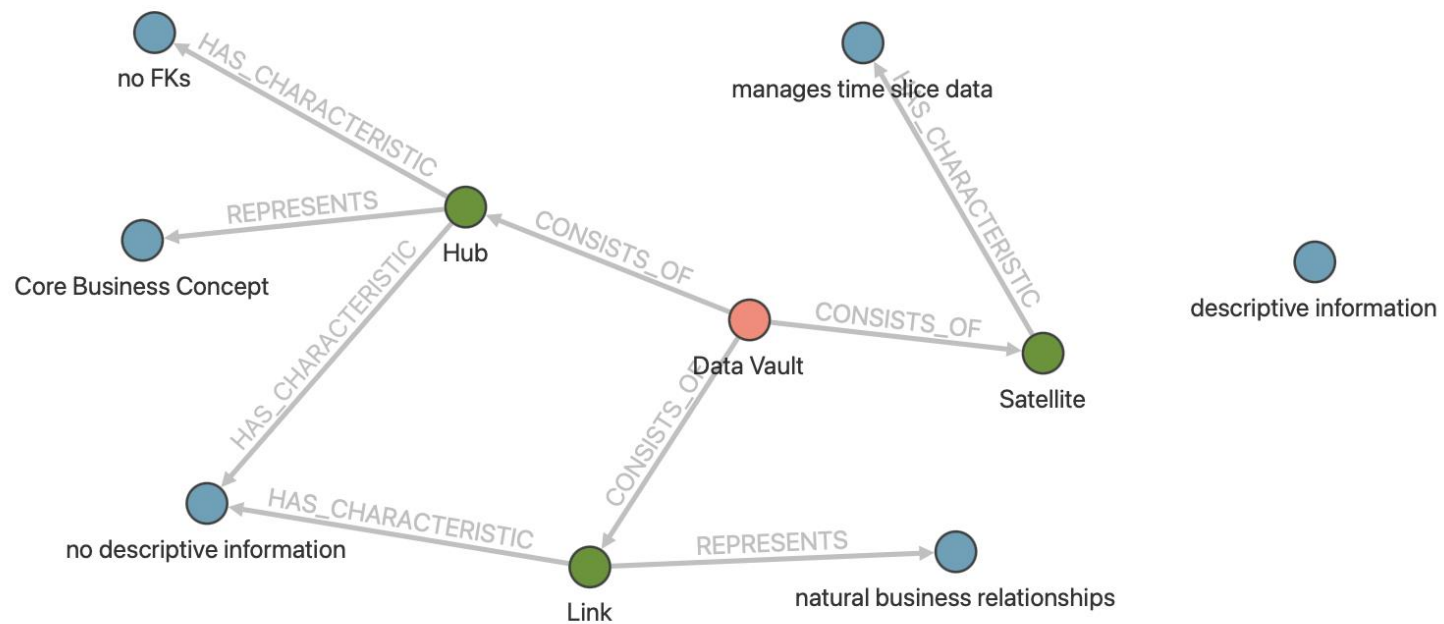 HAS_CHARACTERISTIC
no FKs
manages time slice data
HAS_CHARACTERISTIC
REPRESENTS
Hub
CONSISTS_OF
Core Business Concept
descriptive information
HAS_CHARACTERISTIC
CONSISTS_OF
Data Vault
Satellite
CONSISTS_OF
no descriptive information
HAS_CHARACTERISTIC
REPRESENTS
Link
natural business relationships